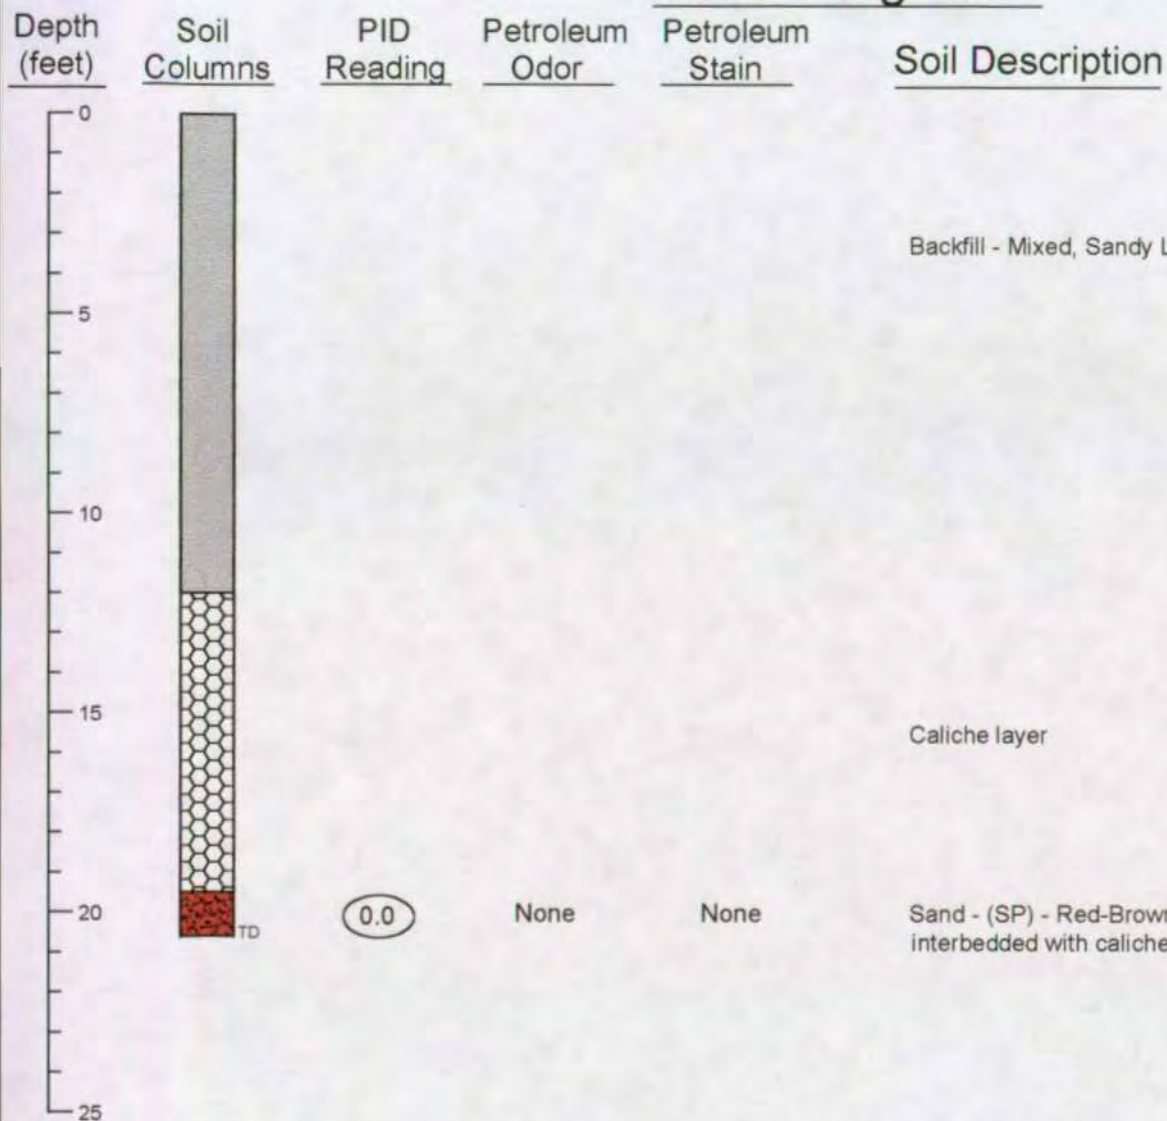 Depth
(feet)
Soil
Columns
PID
Reading
Petroleum
Odor
Petroleum
Stain
Soil Description
0
Backfill - Mixed, Sandy
5
10
15
Caliche layer
20
TD
0.0
None
None
Sand - (SP) - Red-Brown
interbedded with caliche
25